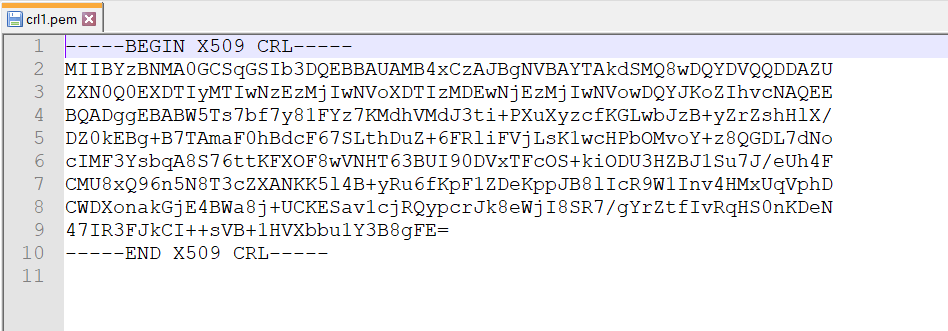 crl1.pem
1 -----BEGIN X509 CRL-----
2 MIIBYzBNMA0GCSqGSIb3DQEBBAUAMB4xCzAJBgNVBAYTAkdSMQ8wDQYDVQQDDAZU
3 ZXN0Q0EXDTIyMTIwNzEzMjIwNVoXDTIzMDEwNjEzMjIwNVowDQYJKoZIhvcNAQEE
4 BQADggEBABW5Ts7bf7y81FYz7KMdhVMdJ3ti+PXuXyzcfKGLwbJzB+yZrZshHlX/
5 DZ0kEBg+B7TAmaF0hBdcF67SLthDuZ+6FRliFVjLsK1wcHPbOMvoY+z8QGDL7dNo
6 cIMF3YsbqA8S76ttKFXOF8wVNHT63BUI90DVxTFcOS+kiODU3HZBJ1Su7J/eUh4F
7 CMU8xQ96n5N8T3cZXANKK5l4B+yRu6fKpF1ZDeKppJB8lIcR9W1Inv4HMxUqVphD
8 CWDXonakGjE4BWa8j+UCKESav1cjRQypcrJk8eWjI8SR7/gYrZtfIvRqHS0nKDeN
9 47IR3FJkCI++sVB+1HVXbbu1Y3B8gFE=
10 -----END X509 CRL-----
11